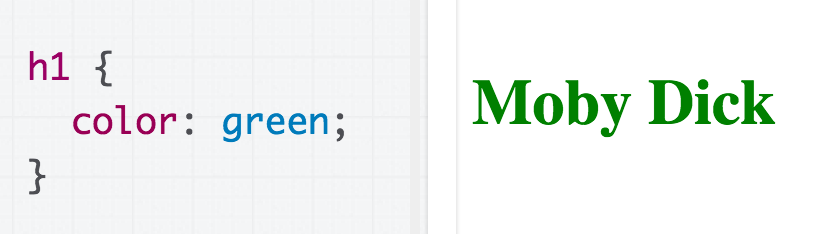 h1 {
  color: green;
}
Moby Dick